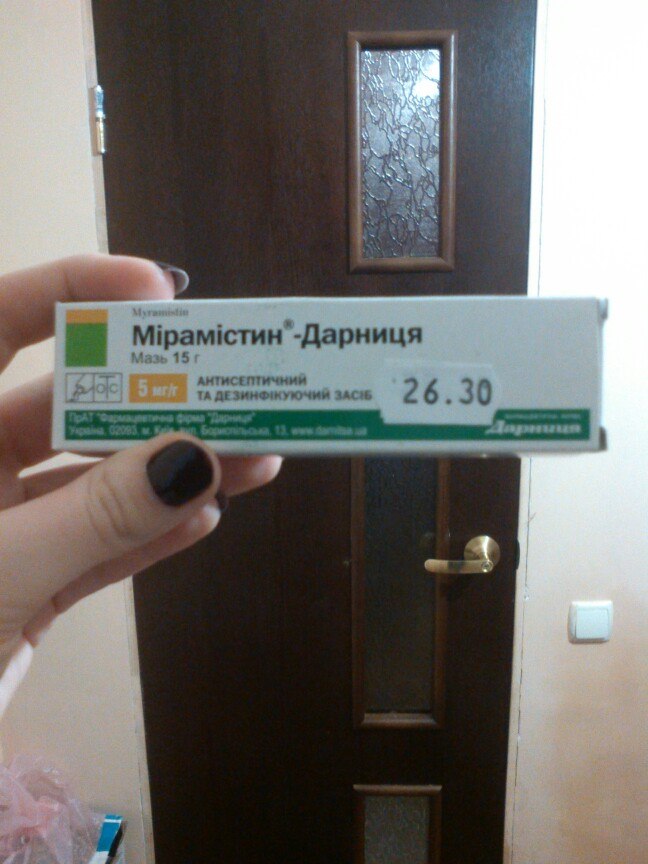 Myramistin
Мірамістин®-Дарниця
Мазь 15 г
ОТС
5 мг/г
АНТИСЕПТИЧНИЙ
ТА ДЕЗИНФІКУЮЧИЙ ЗАСІБ
26.30
ПрАТ "Фармацевтична фірма "Дарниця"
Україна, 02093, м. Київ, вул. Бориспільська, 13, www.darnitsa.ua
Дарниця